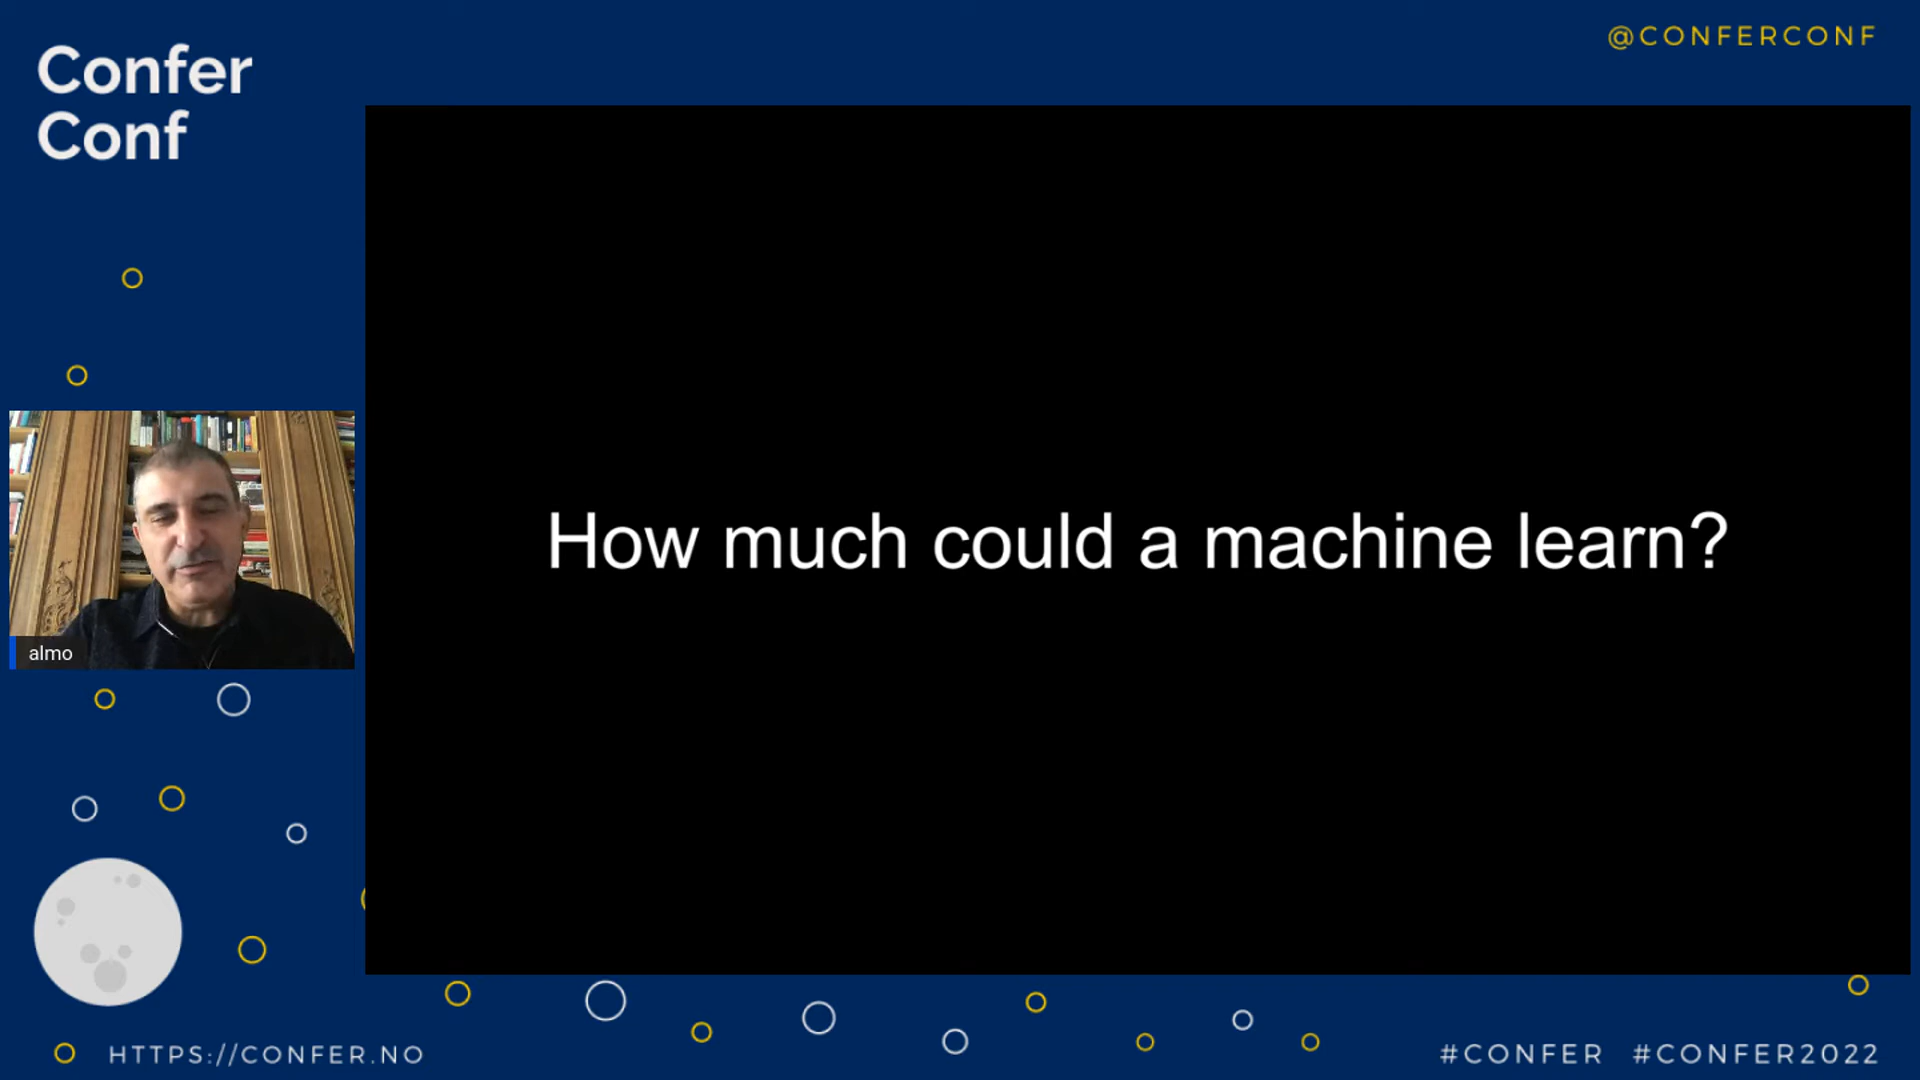 Confer
Conf
@CONFERCONF
How much could a machine learn?
almo
HTTPS://CONFER.NO
#CONFER #CONFER2022